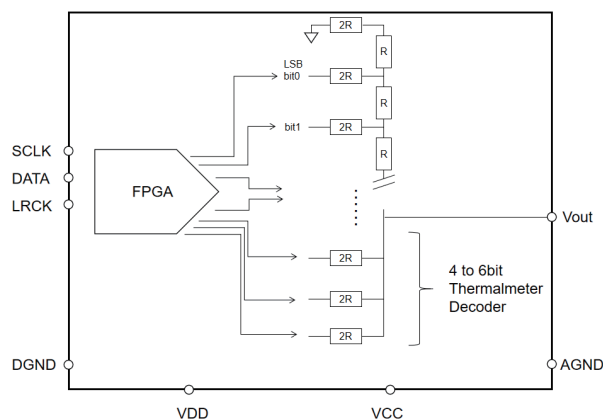 2R
R
LSB
bit0
2R
R
bit1
2R
R
SCLK
DATA
LRCK
FPGA
Vout
2R
4 to 6bit
Thermalmeter
Decoder
2R
2R
DGND
AGND
VDD
VCC